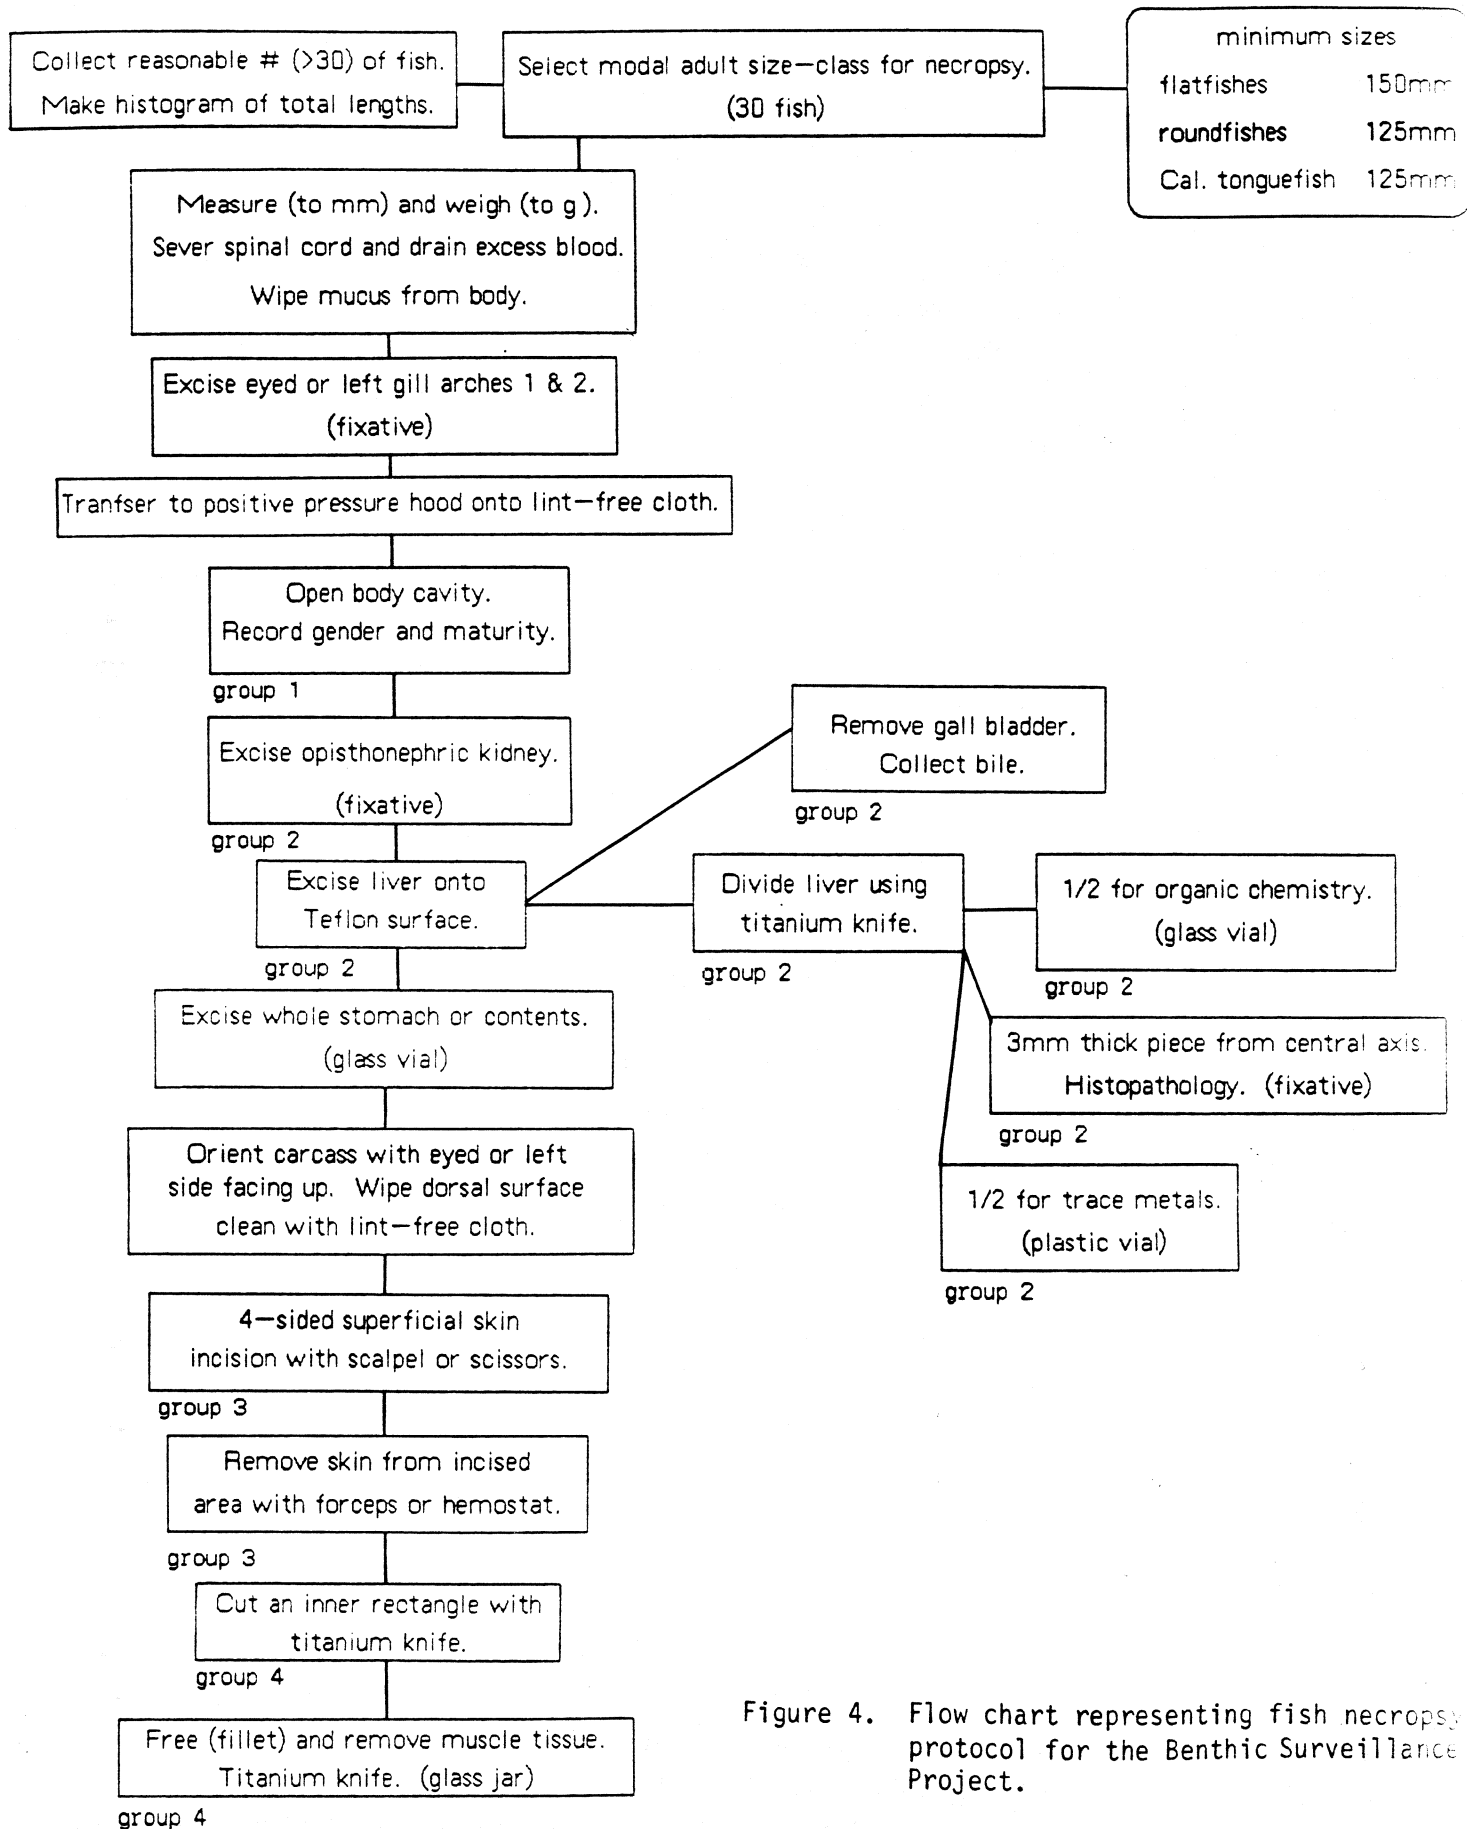 Collect reasonable # (>30) of fish.
Make histogram of total lengths.
Select modal adult size—class for necropsy.
(30 fish)
minimum sizes
flatfishes 150mm
roundfishes 125mm
Cal. tonguefish 125mm
Measure (to mm) and weigh (to g).
Sever spinal cord and drain excess blood.
Wipe mucus from body.
Excise eyed or left gill arches 1 & 2.
(fixative)
Tranfser to positive pressure hood onto lint—free cloth.
Open body cavity.
Record gender and maturity.
group 1
Excise opisthonephric kidney.
(fixative)
group 2
Remove gall bladder.
Collect bile.
group 2
Excise liver onto
Teflon surface.
group 2
Divide liver using
titanium knife.
group 2
1/2 for organic chemistry.
(glass vial)
group 2
3mm thick piece from central axis.
Histopathology. (fixative)
group 2
1/2 for trace metals.
(plastic vial)
group 2
Excise whole stomach or contents.
(glass vial)
Orient carcass with eyed or left
side facing up. Wipe dorsal surface
clean with lint—free cloth.
4—sided superficial skin
incision with scalpel or scissors.
group 3
Remove skin from incised
area with forceps or hemostat.
group 3
Cut an inner rectangle with
titanium knife.
group 4
Free (fillet) and remove muscle tissue.
Titanium knife. (glass jar)
group 4
Figure 4. Flow chart representing fish necropsy
protocol for the Benthic Surveillance
Project.